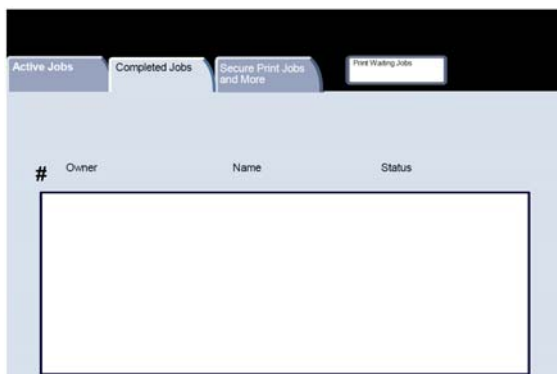 Active Jobs
Completed Jobs
Secure Print Jobs
and More
Print Waiting Jobs
# Owner Name Status